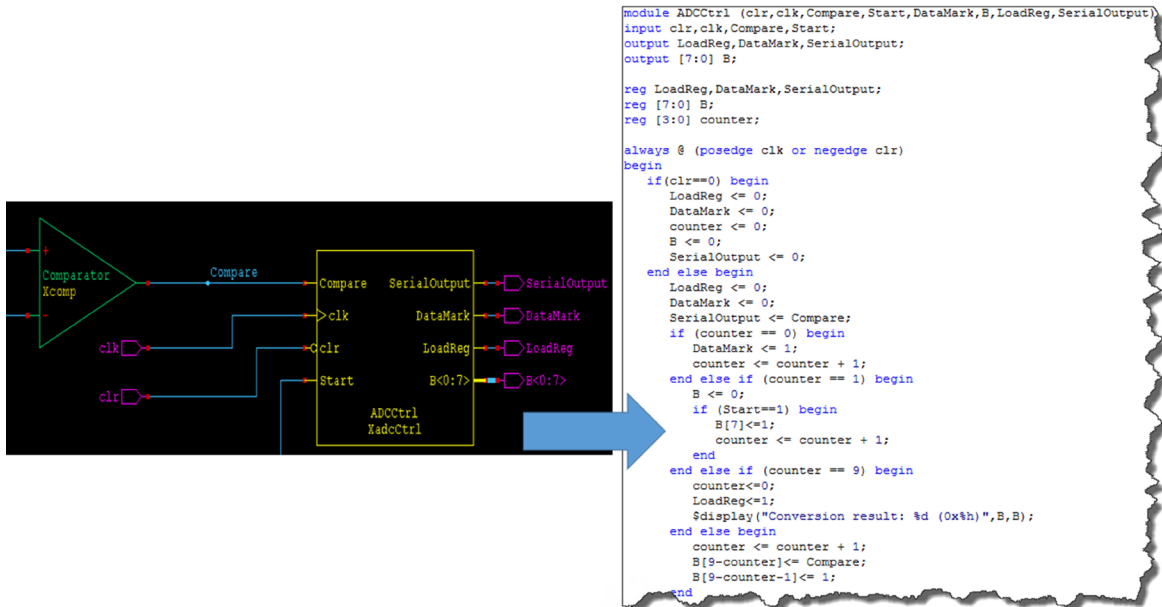 +
Comparator
Xcomp
-
Compare
clk
clr
Compare
SerialOutput
clk
DataMark
clr
LoadReg
Start
B<0:7>
ADCCtrl
XadcCtrl
SerialOutput
DataMark
LoadReg
B<0:7>
module ADCCtrl (clr,clk,Compare,Start,DataMark,B,LoadReg,SerialOutput)
input clr,clk,Compare,Start;
output LoadReg,DataMark,SerialOutput;
output [7:0] B;
reg LoadReg,DataMark,SerialOutput;
reg [7:0] B;
reg [3:0] counter;
always @ (posedge clk or negedge clr)
begin
if(clr==0) begin
LoadReg <= 0;
DataMark <= 0;
counter <= 0;
B <= 0;
SerialOutput <= 0;
end else begin
LoadReg <= 0;
DataMark <= 0;
SerialOutput <= Compare;
if (counter == 0) begin
DataMark <= 1;
counter <= counter + 1;
end else if (counter == 1) begin
B <= 0;
if (Start==1) begin
B[7]<=1;
counter <= counter + 1;
end
end else if (counter == 9) begin
counter<=0;
LoadReg<=1;
$display("Conversion result: %d (0x%h)",B,B);
end else begin
counter <= counter + 1;
B[9-counter]<= Compare;
B[9-counter-1]<= 1;
end